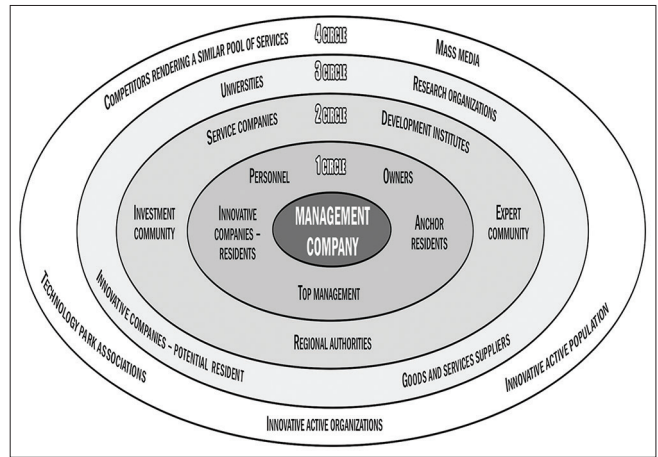 4 CIRCLE
COMPETITORS RENDERING A SIMILAR POOL OF SERVICES
MASS MEDIA
3 CIRCLE
UNIVERSITIES
RESEARCH ORGANIZATIONS
2 CIRCLE
SERVICE COMPANIES
DEVELOPMENT INSTITUTES
1 CIRCLE
PERSONNEL
OWNERS
INVESTMENT
COMMUNITY
INNOVATIVE
COMPANIES –
RESIDENTS
MANAGEMENT
COMPANY
ANCHOR
RESIDENTS
EXPERT
COMMUNITY
TOP MANAGEMENT
REGIONAL AUTHORITIES
INNOVATIVE COMPANIES – POTENTIAL RESIDENT
GOODS AND SERVICES SUPPLIERS
TECHNOLOGY PARK ASSOCIATIONS
INNOVATIVE ACTIVE POPULATION
INNOVATIVE ACTIVE ORGANIZATIONS